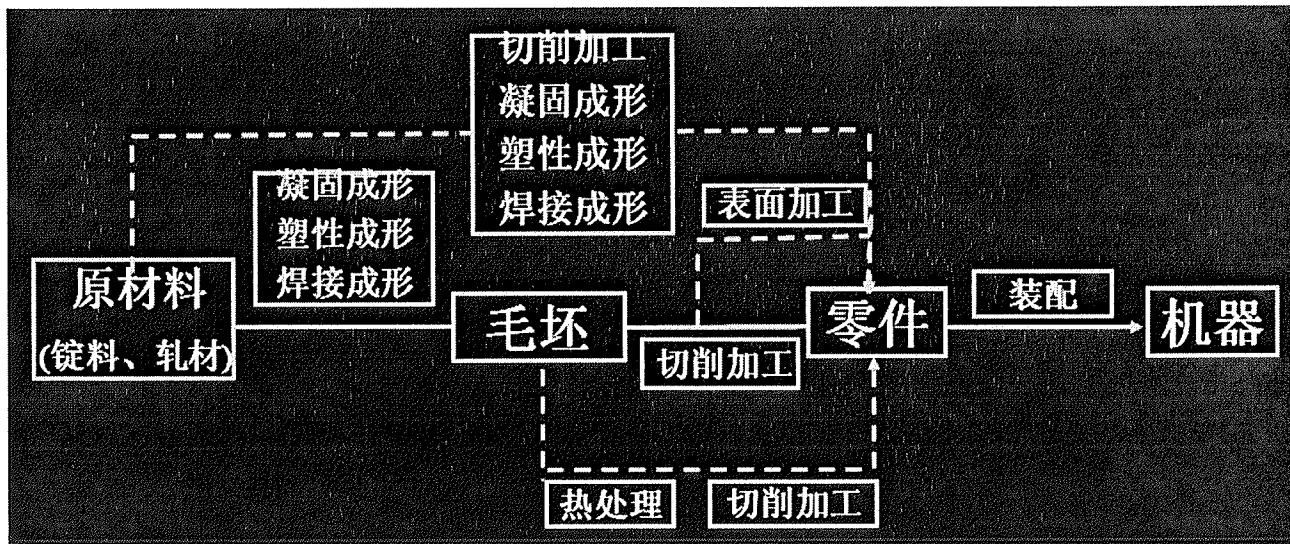 切削加工
凝固成形
塑性成形
焊接成形
凝固成形
塑性成形
焊接成形
表面加工
原材料
(锭料、轧材)
毛坯
切削加工
零件
装配
机器
热处理
切削加工